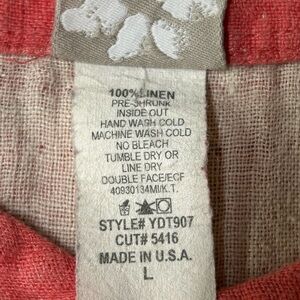 100% LINEN
PRE-SHRUNK
INSIDE OUT
HAND WASH COLD
MACHINE WASH COLD
NO BLEACH
TUMBLE DRY OR
LINE DRY
DOUBLE FACE/ECF
40930134MI/K.T.
STYLE# YDT907
CUT# 5416
MADE IN U.S.A.
L